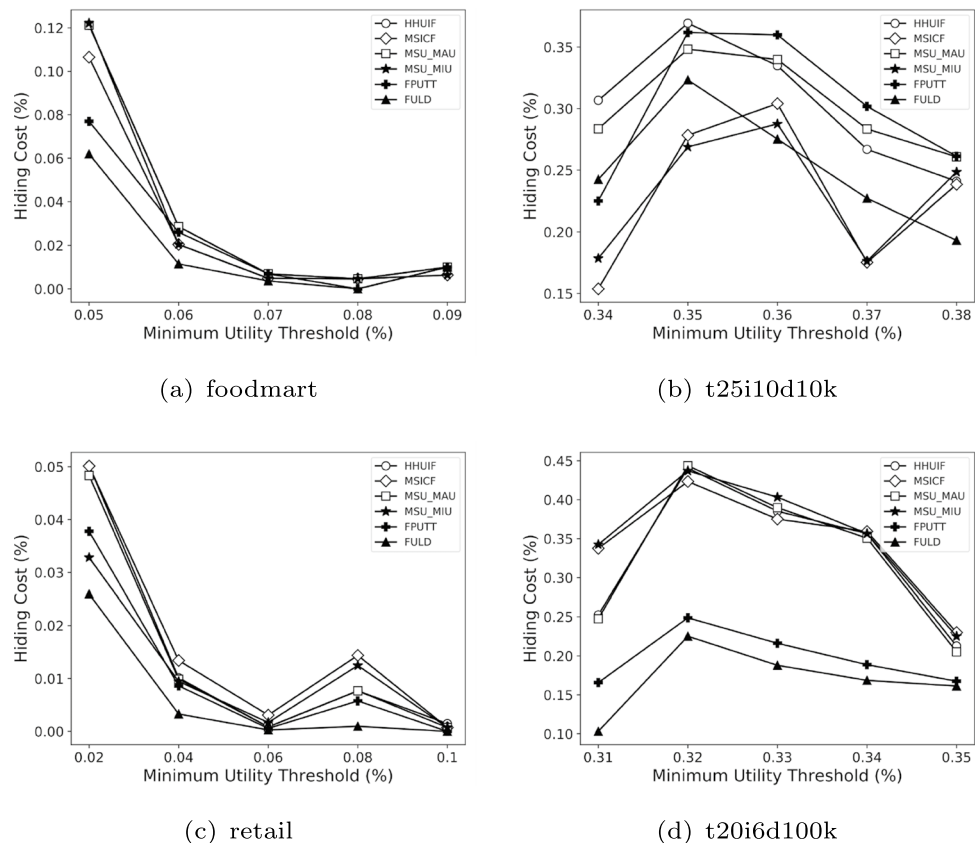 0.12
0.10
0.08
0.06
0.04
0.02
0.00
Hiding Cost (%)
HHUIF
MSICF
MSU_MAU
MSU_MIU
FPUTT
FULD
0.05 0.06 0.07 0.08 0.09
Minimum Utility Threshold (%)
(a) foodmart
0.35
0.30
0.25
0.20
0.15
Hiding Cost (%)
HHUIF
MSICF
MSU_MAU
MSU_MIU
FPUTT
FULD
0.34 0.35 0.36 0.37 0.38
Minimum Utility Threshold (%)
(b) t25i10d10k
0.05
0.04
0.03
0.02
0.01
0.00
Hiding Cost (%)
HHUIF
MSICF
MSU_MAU
MSU_MIU
FPUTT
FULD
0.02 0.04 0.06 0.08 0.1
Minimum Utility Threshold (%)
(c) retail
0.45
0.40
0.35
0.30
0.25
0.20
0.15
0.10
Hiding Cost (%)
HHUIF
MSICF
MSU_MAU
MSU_MIU
FPUTT
FULD
0.31 0.32 0.33 0.34 0.35
Minimum Utility Threshold (%)
(d) t20i6d100k